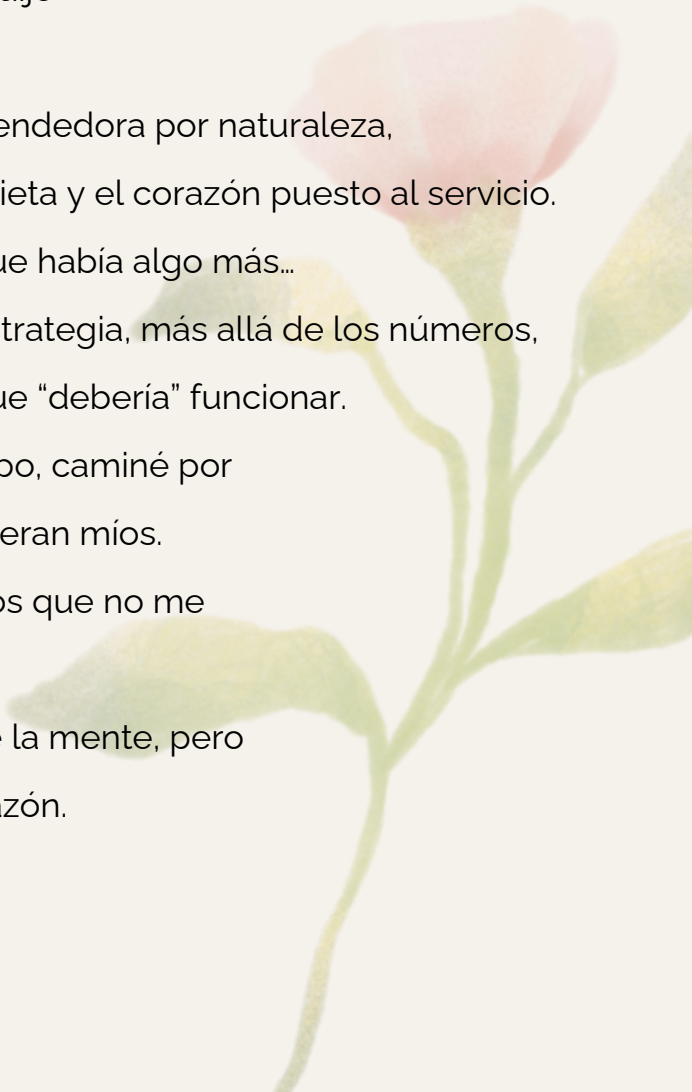 endedora por naturaleza,
ieta y el corazón puesto al servicio.
ue había algo más...
trategia, más allá de los números,
ue “debería” funcionar.
po, caminé por
eran míos.
os que no me
e la mente, pero
azón.